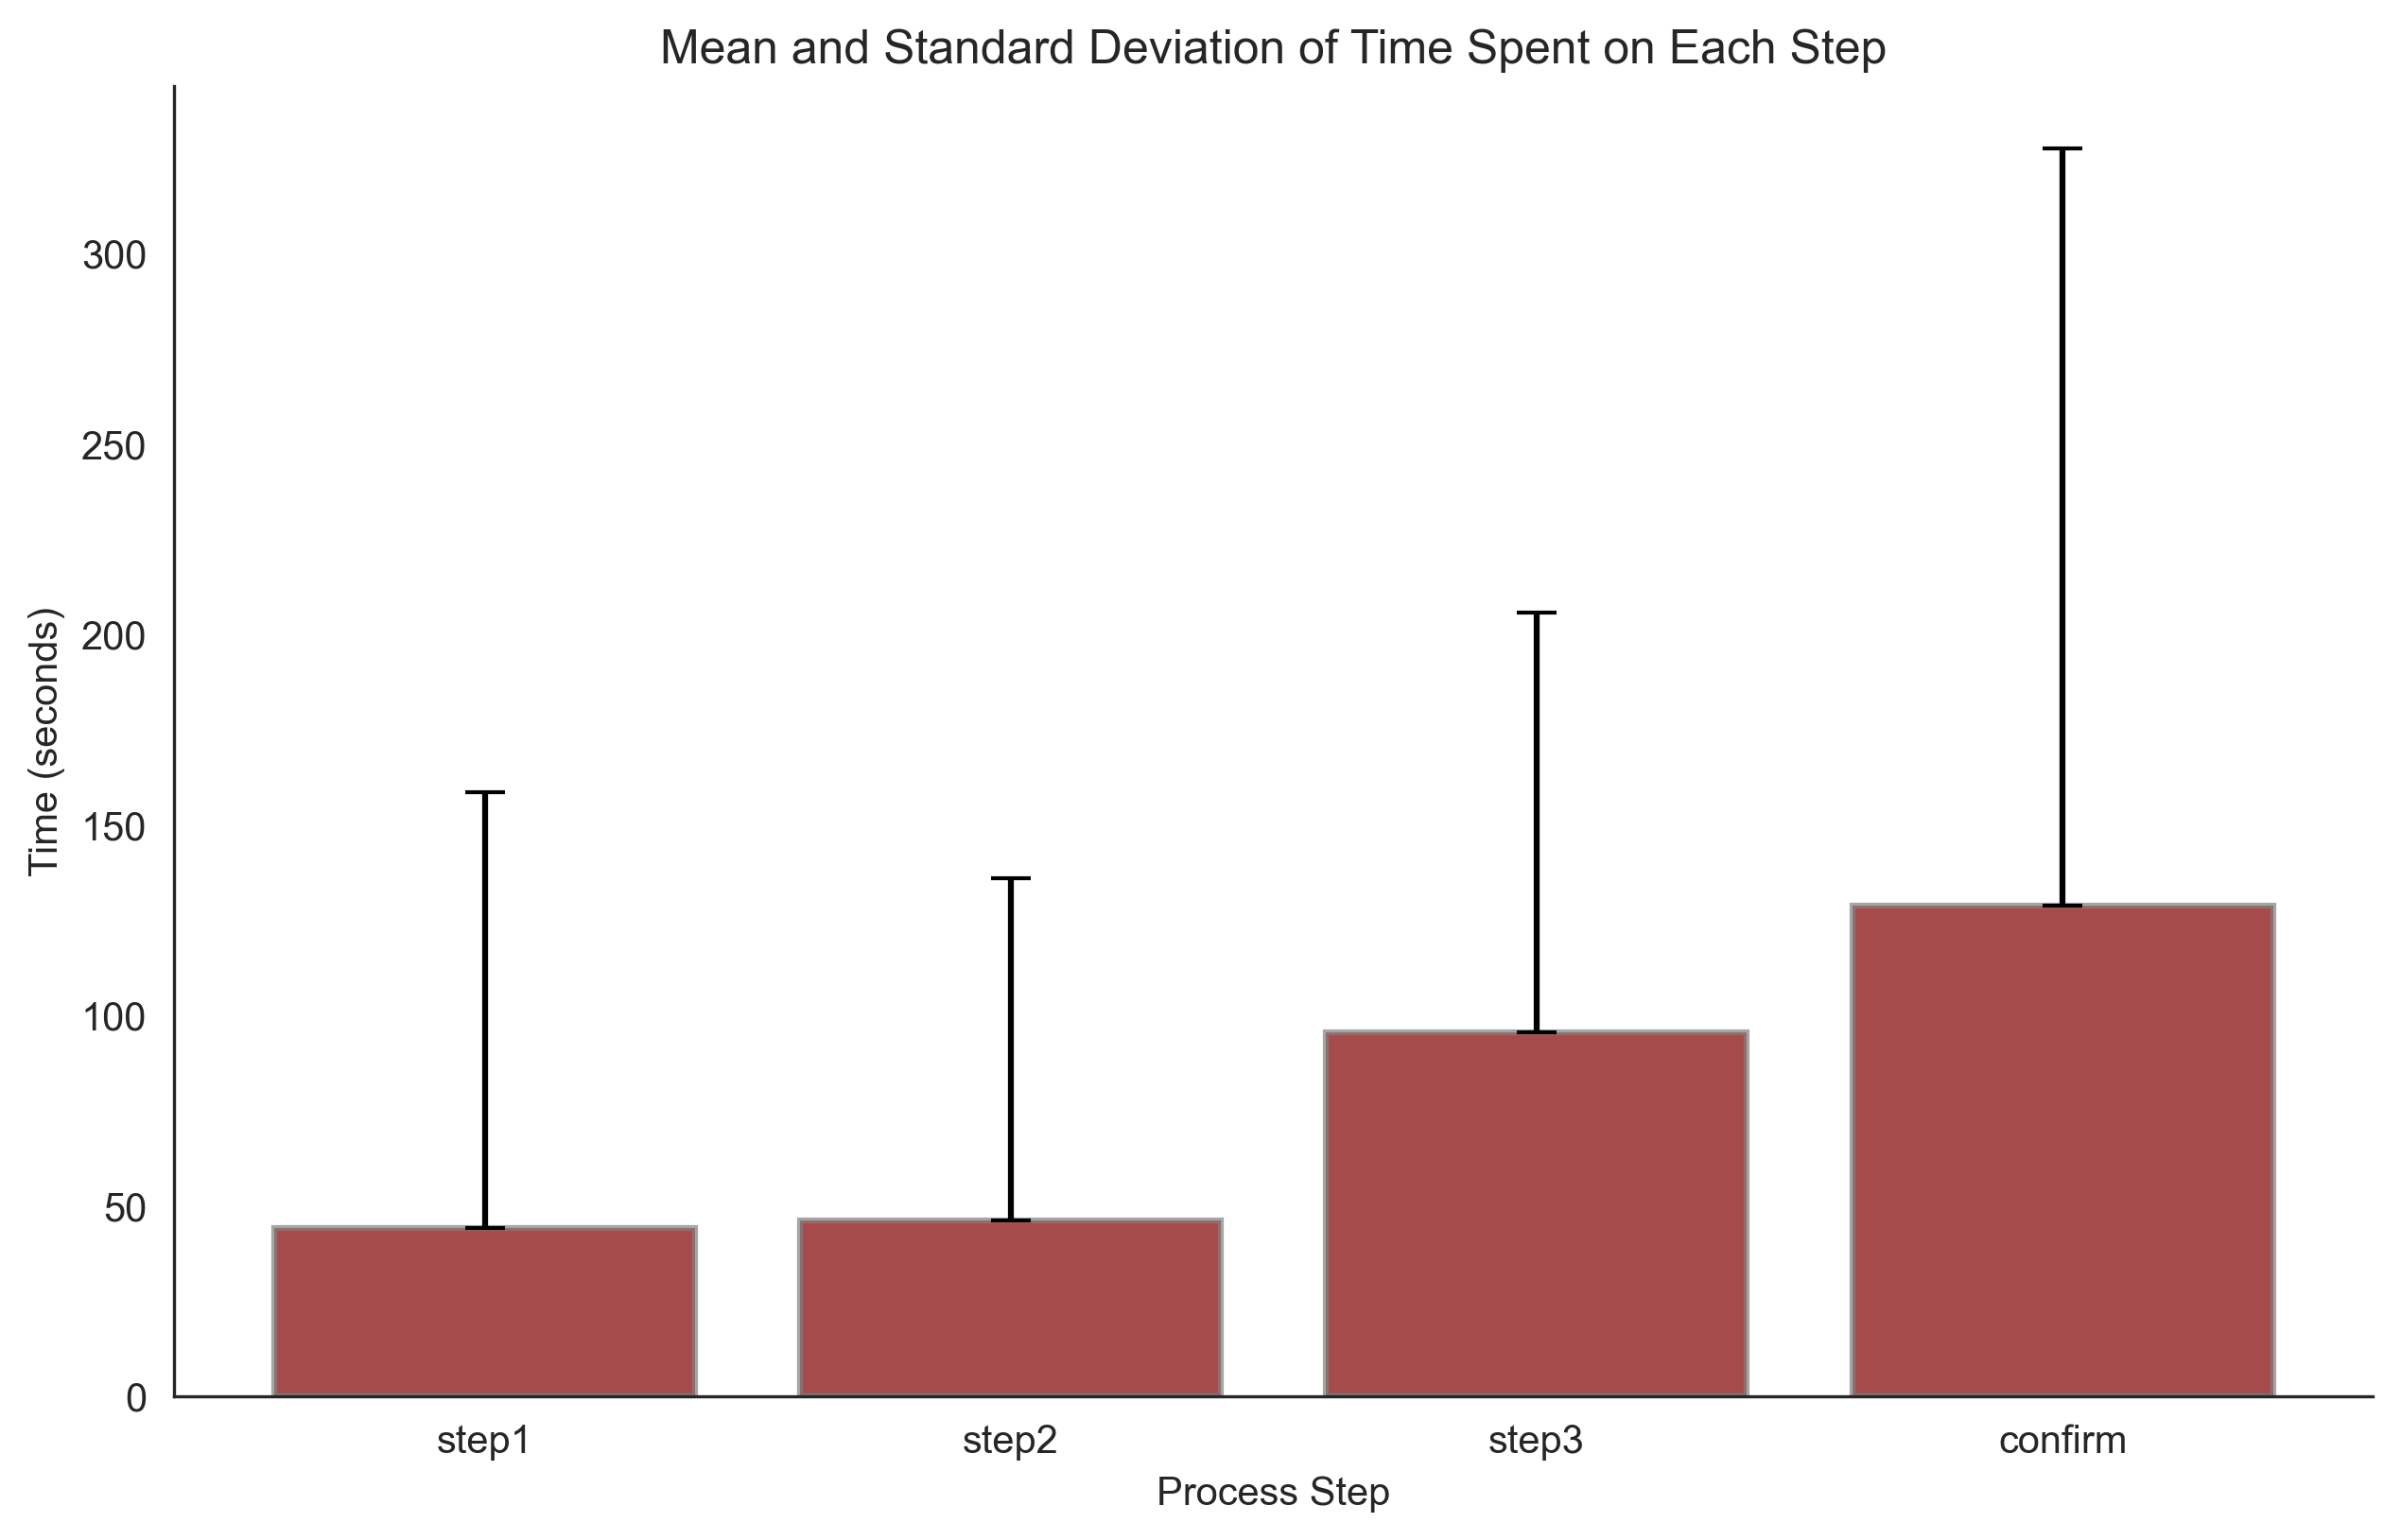 Mean and Standard Deviation of Time Spent on Each Step
Time (seconds)
300
250
200
150
100
50
0
step1 step2 step3 confirm
Process Step